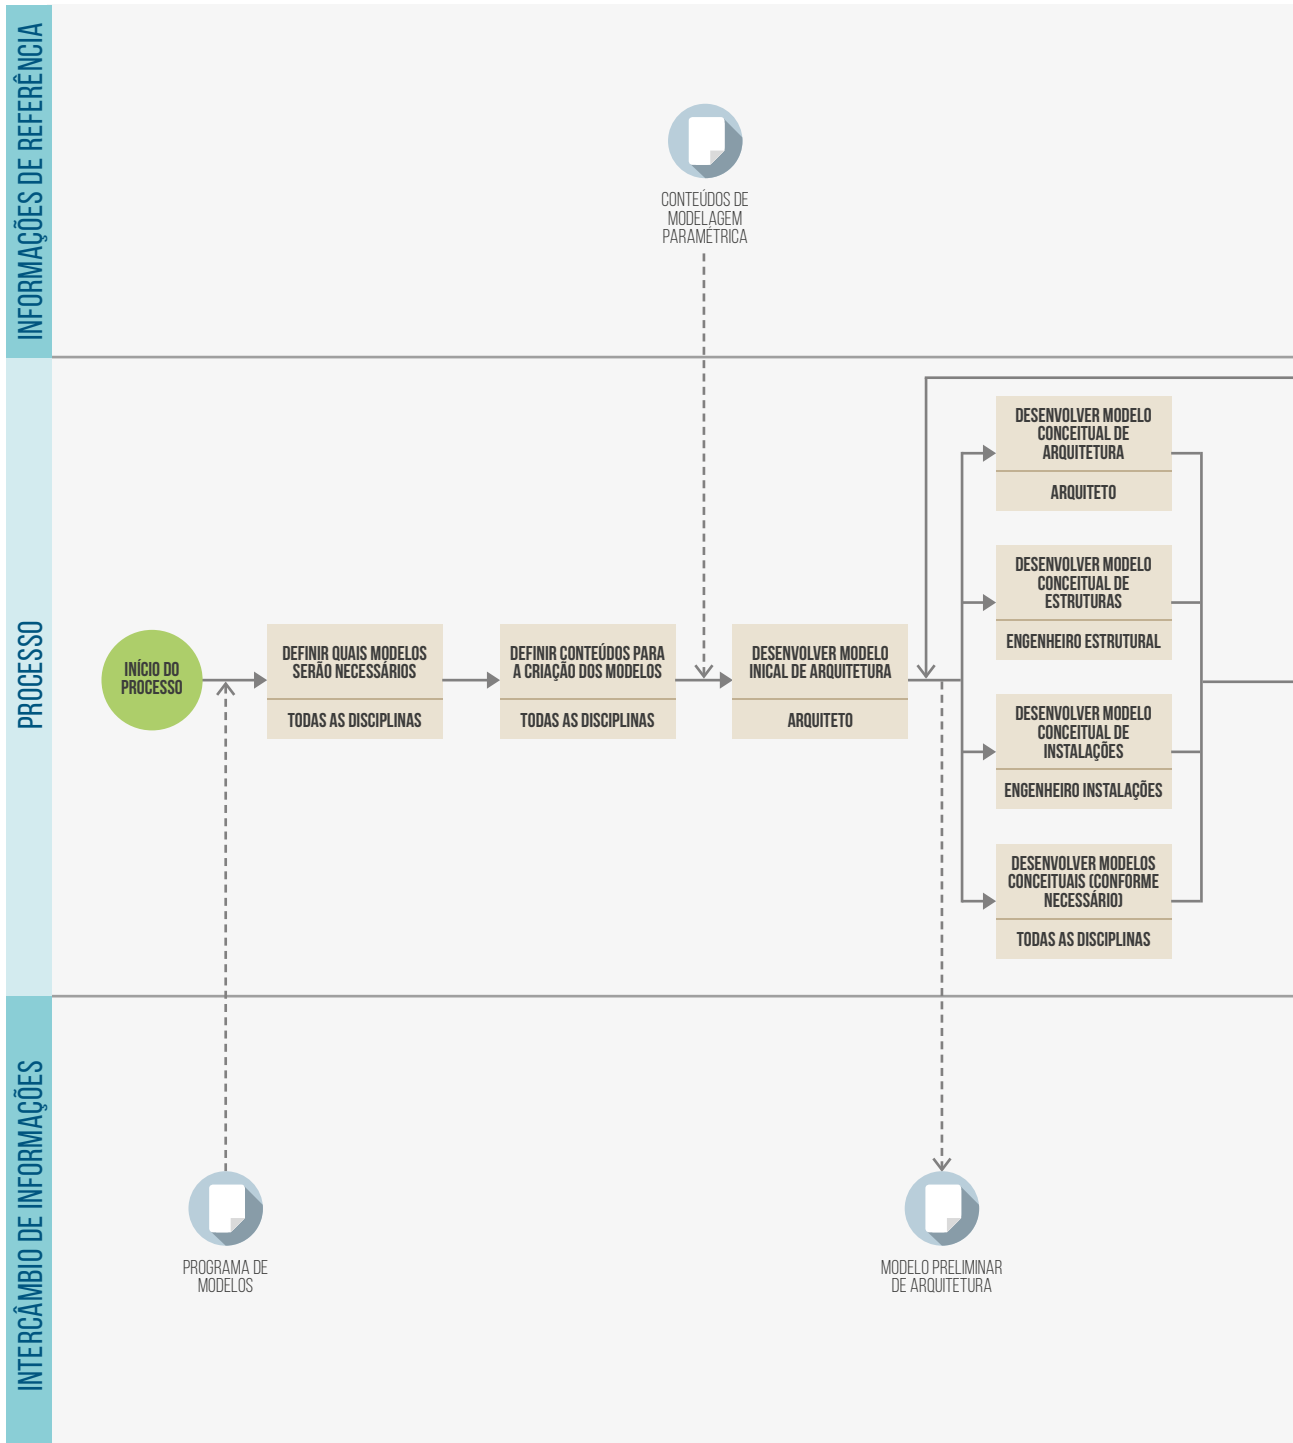 INFORMAÇÕES DE REFERÊNCIA
CONTEÚDOS DE
MODELAGEM
PARAMÉTRICA
PROCESSO
INÍCIO DO
PROCESSO
DEFINIR QUAIS MODELOS
SERÃO NECESSÁRIOS
TODAS AS DISCIPLINAS
DEFINIR CONTEÚDOS PARA
A CRIAÇÃO DOS MODELOS
TODAS AS DISCIPLINAS
DESENVOLVER MODELO
INICAL DE ARQUITETURA
ARQUITETO
DESENVOLVER MODELO
CONCEITUAL DE
ARQUITETURA
ARQUITETO
DESENVOLVER MODELO
CONCEITUAL DE
ESTRUTURAS
ENGENHEIRO ESTRUTURAL
DESENVOLVER MODELO
CONCEITUAL DE
INSTALAÇÕES
ENGENHEIRO INSTALAÇÕES
DESENVOLVER MODELOS
CONCEITUAIS (CONFORME
NECESSÁRIO)
TODAS AS DISCIPLINAS
INTERCÂMBIO DE INFORMAÇÕES
PROGRAMA DE
MODELOS
MODELO PRELIMINAR
DE ARQUITETURA